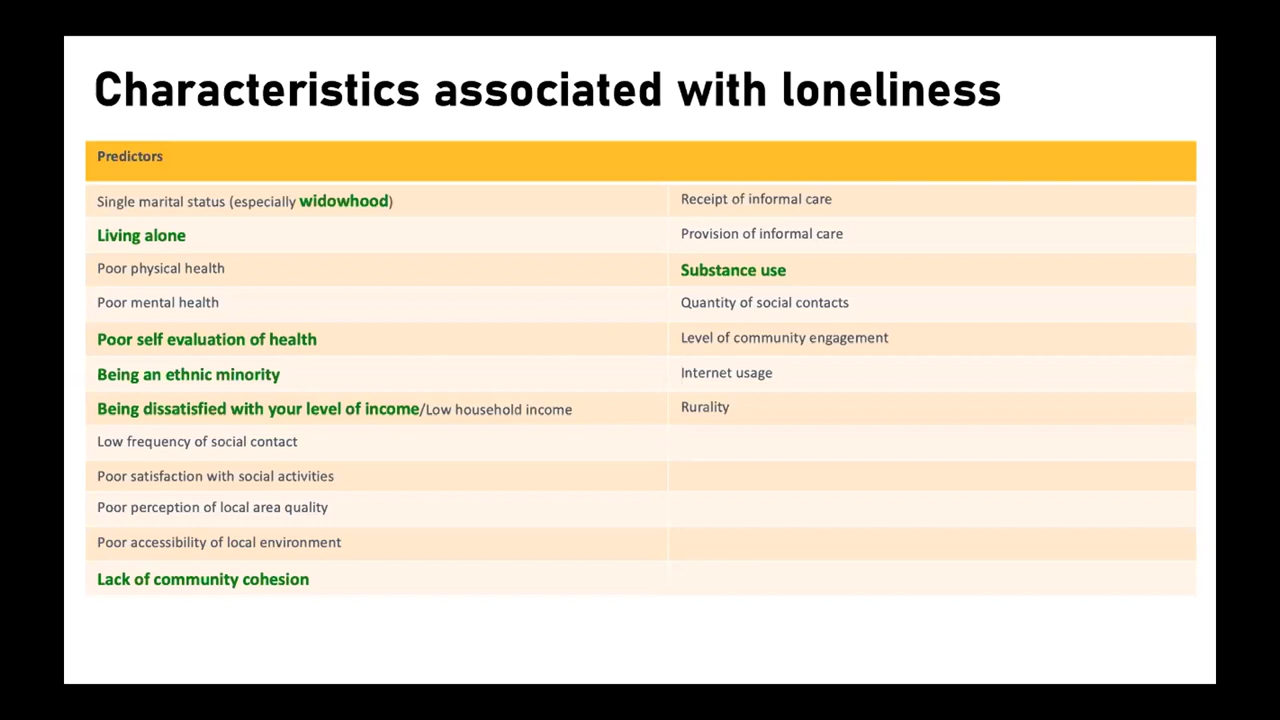 Characteristics associated with loneliness
Predictors
Single marital status (especially widowhood)
Living alone
Poor physical health
Poor mental health
Poor self evaluation of health
Being an ethnic minority
Being dissatisfied with your level of income/Low household income
Low frequency of social contact
Poor satisfaction with social activities
Poor perception of local area quality
Poor accessibility of local environment
Lack of community cohesion
Receipt of informal care
Provision of informal care
Substance use
Quantity of social contacts
Level of community engagement
Internet usage
Rurality